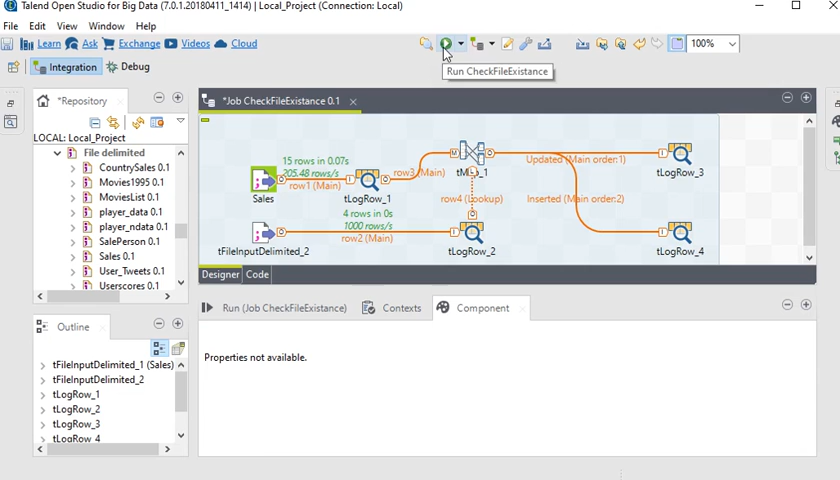 Talend Open Studio for Big Data (7.0.1.20180411_1414) | Local_Project (Connection: Local)
File Edit View Window Help
Learn Ask Exchange Videos Cloud 100%
Integration Debug
Run CheckFileExistance
*Repository
LOCAL: Local_Project
File delimited
CountrySales 0.1
Movies1995 0.1
MoviesList 0.1
player_data 0.1
player_ndata 0.1
SalePerson 0.1
Sales 0.1
User_Tweets 0.1
Userscores 0.1
*Job CheckFileExistance 0.1
15 rows in 0.07s
205.48 rows/s
row1 (Main)
Sales
tLogRow_1
row3 (Main)
tMap_1
Updated (Main order:1)
tLogRow_3
row4 (Lookup)
Inserted (Main order:2)
4 rows in 0s
1000 rows/s
row2 (Main)
tFileInputDelimited_2
tLogRow_2
tLogRow_4
Designer Code
Run (Job CheckFileExistance) Contexts Component
Properties not available.
Outline
tFileInputDelimited_1 (Sales)
tFileInputDelimited_2
tLogRow_1
tLogRow_2
tLogRow_3
tLogRow_4